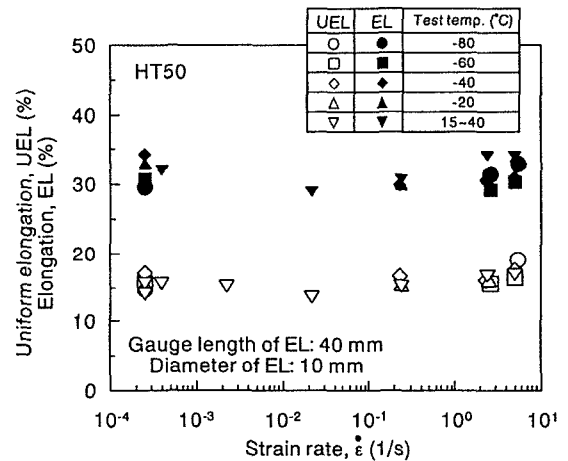 UEL EL Test temp. (°C)
-80
-60
-40
-20
15~40
HT50
50
40
30
20
10
0
Uniform elongation, UEL (%)
Elongation, EL (%)
Gauge length of EL: 40 mm
Diameter of EL: 10 mm
10⁻⁴ 10⁻³ 10⁻² 10⁻¹ 10⁰ 10¹
Strain rate, ε̇ (1/s)